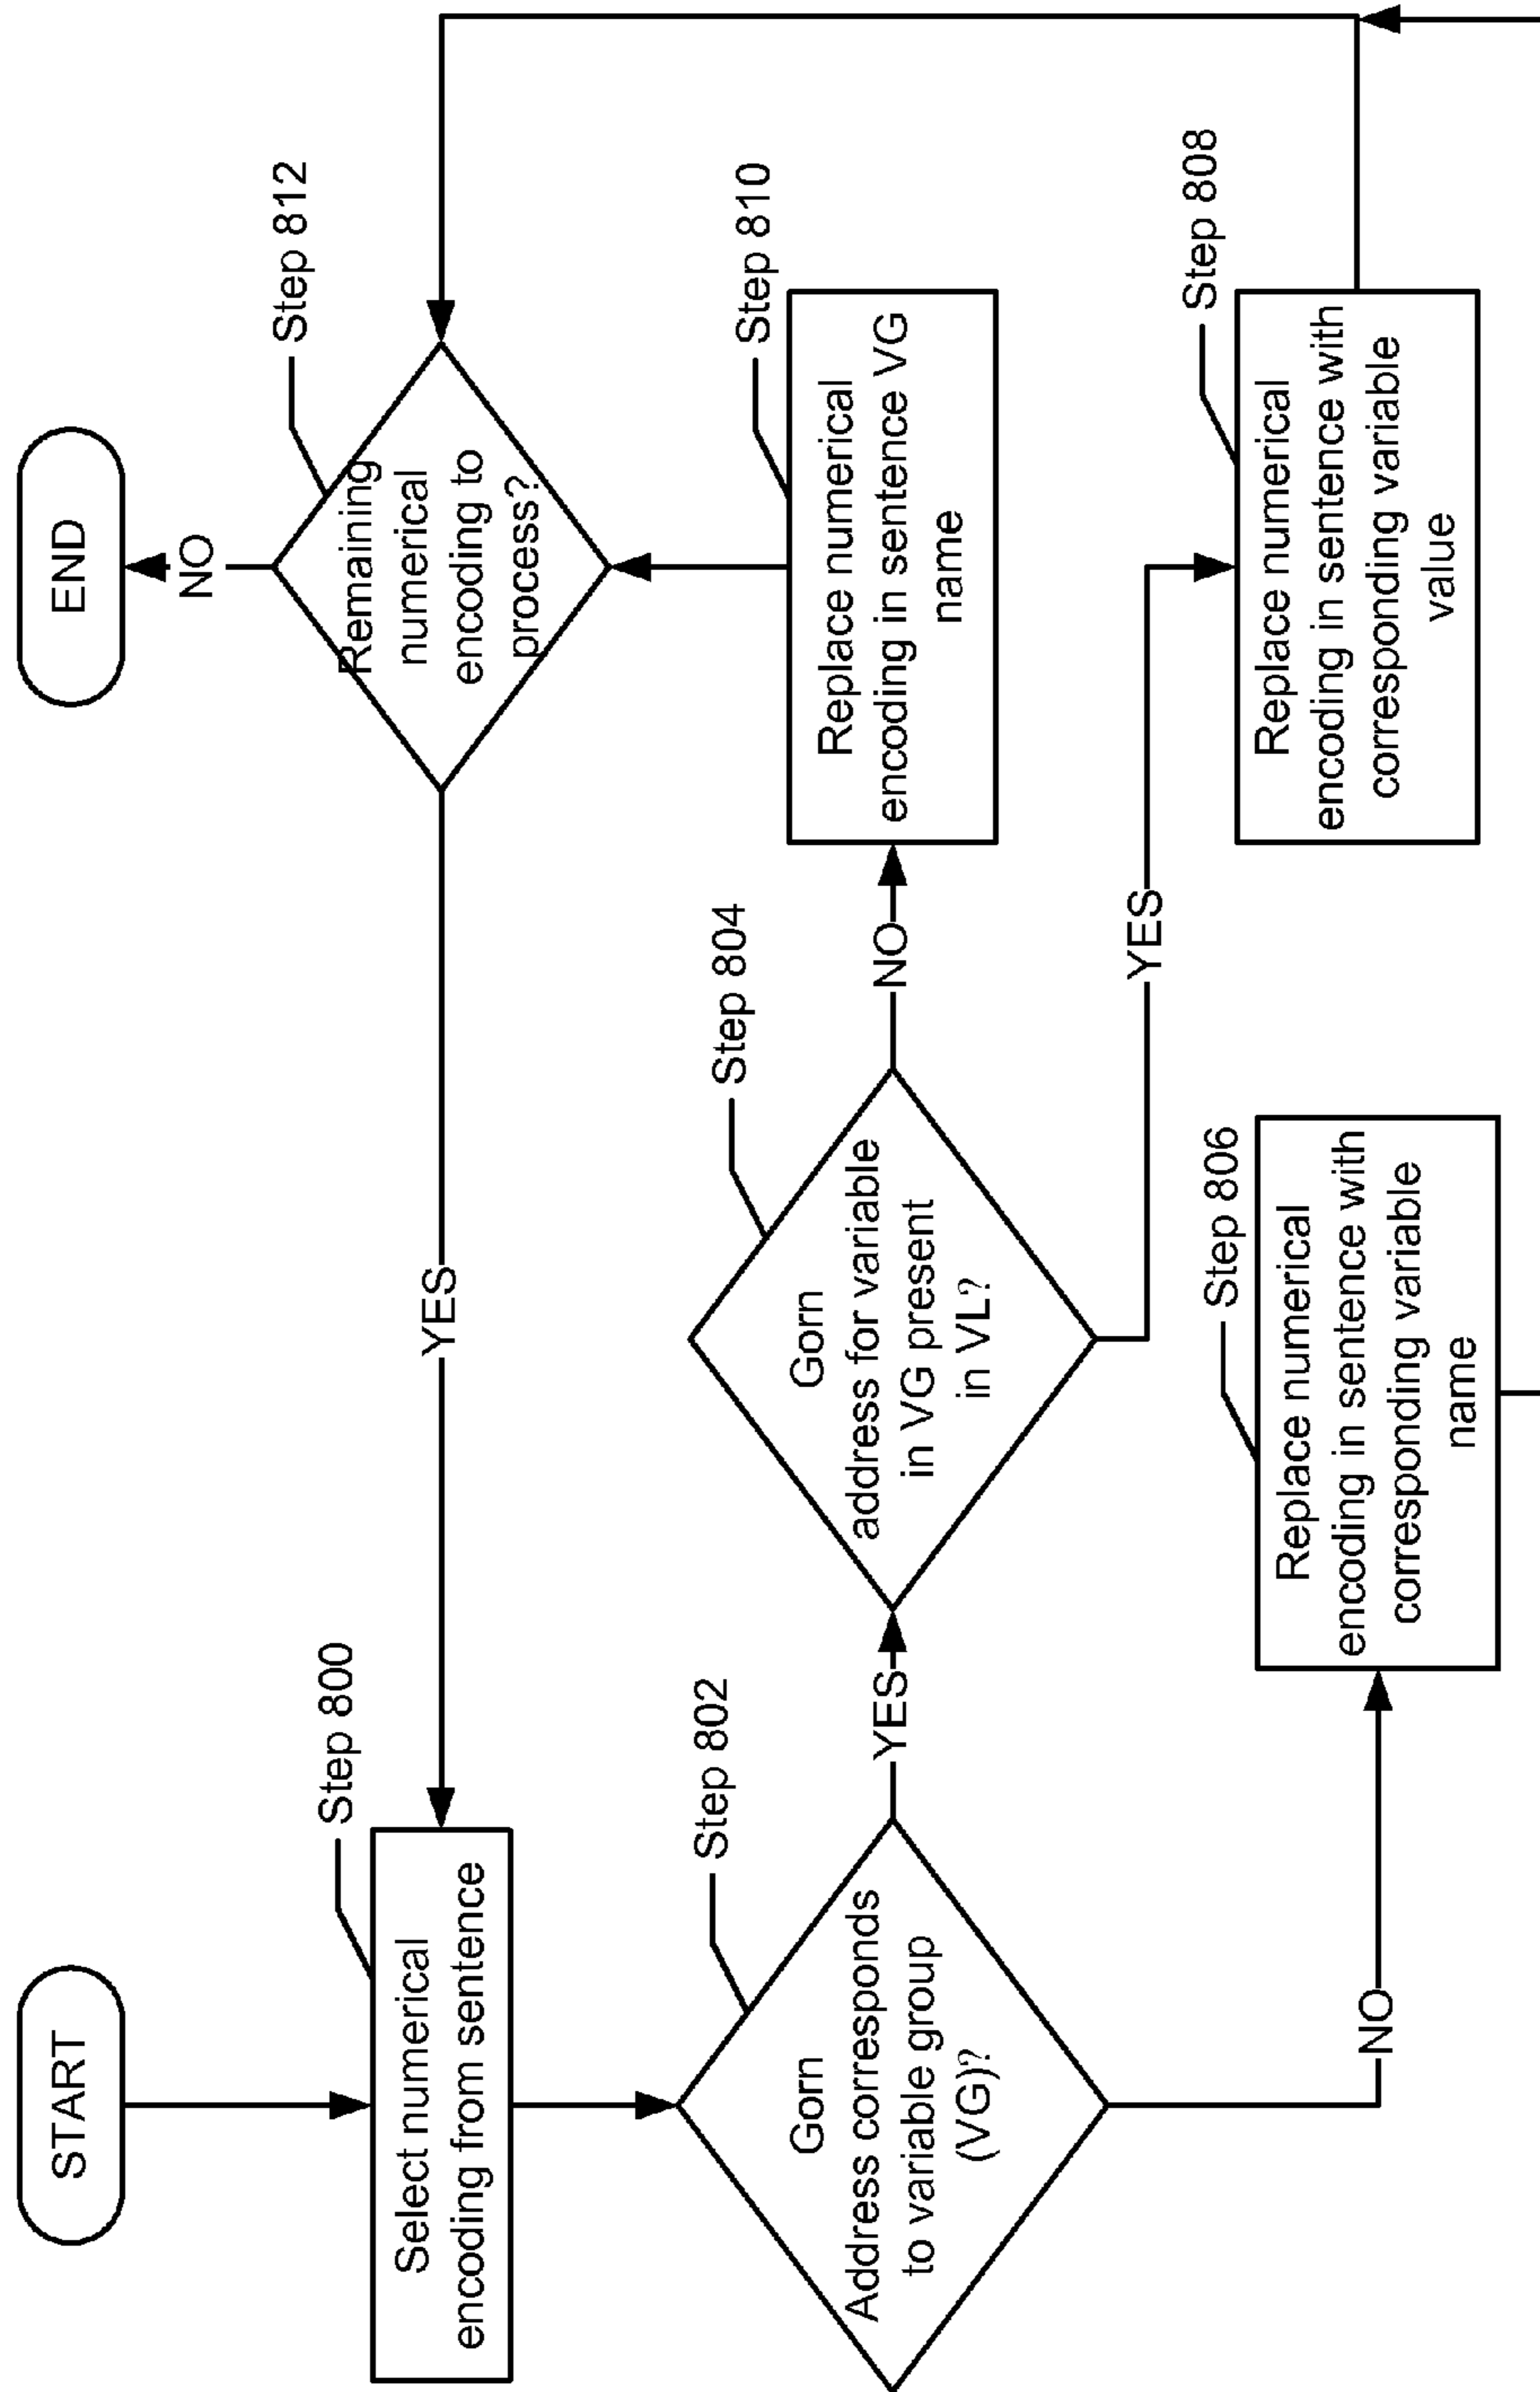 START
Step 800
Select numerical
encoding from sentence
Step 802
Gorn
Address corresponds
to variable group
(VG)?
YES
NO
Step 804
Gorn
address for variable
in VG present
in VL?
NO
YES
Step 806
Replace numerical
encoding in sentence with
corresponding variable
name
Step 808
Replace numerical
encoding in sentence with
corresponding variable
value
Step 810
Replace numerical
encoding in sentence VG
name
Step 812
Remaining
numerical
encoding to
process?
YES
NO
END